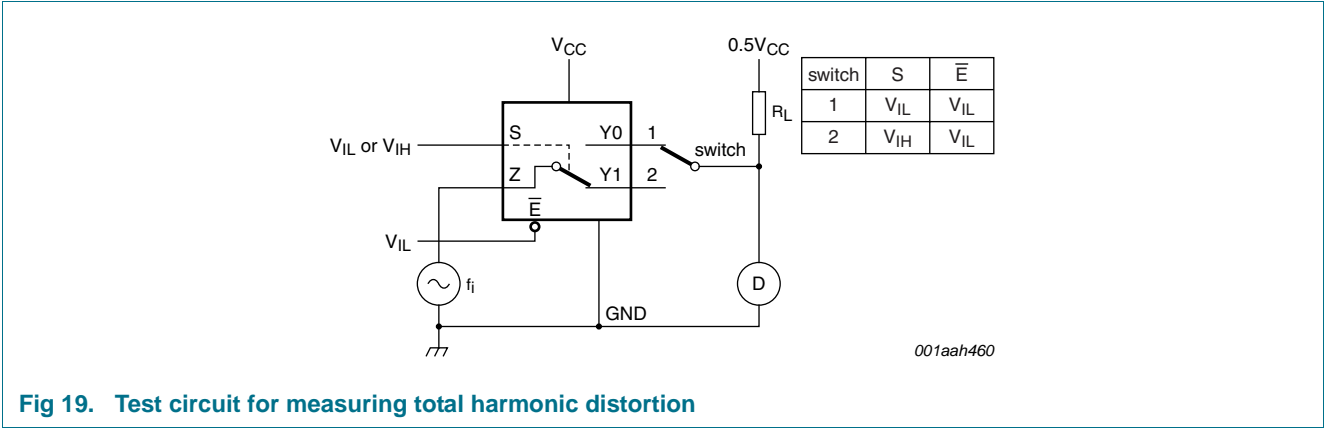 VCC
0.5VCC
switch S E̅
1 VIL VIL
2 VIH VIL
RL
VIL or VIH
S
Y0
1
switch
Z
Y1
2
E̅
VIL
fi
D
GND
001aah460
Fig 19. Test circuit for measuring total harmonic distortion